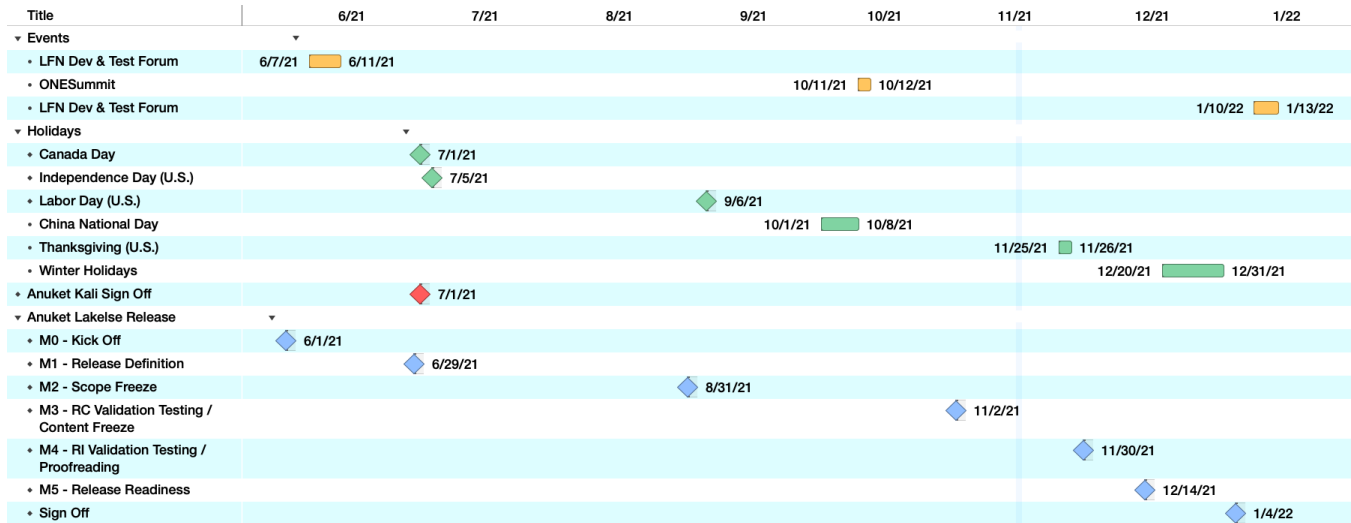 Title 6/21 7/21 8/21 9/21 10/21 11/21 12/21 1/22
Events
LFN Dev & Test Forum 6/7/21 6/11/21
ONESummit 10/11/21 10/12/21
LFN Dev & Test Forum 1/10/22 1/13/22
Holidays
Canada Day 7/1/21
Independence Day (U.S.) 7/5/21
Labor Day (U.S.) 9/6/21
China National Day 10/1/21 10/8/21
Thanksgiving (U.S.) 11/25/21 11/26/21
Winter Holidays 12/20/21 12/31/21
Anuket Kali Sign Off 7/1/21
Anuket Lakelse Release
M0 - Kick Off 6/1/21
M1 - Release Definition 6/29/21
M2 - Scope Freeze 8/31/21
M3 - RC Validation Testing / 11/2/21
Content Freeze
M4 - RI Validation Testing / 11/30/21
Proofreading
M5 - Release Readiness 12/14/21
Sign Off 1/4/22